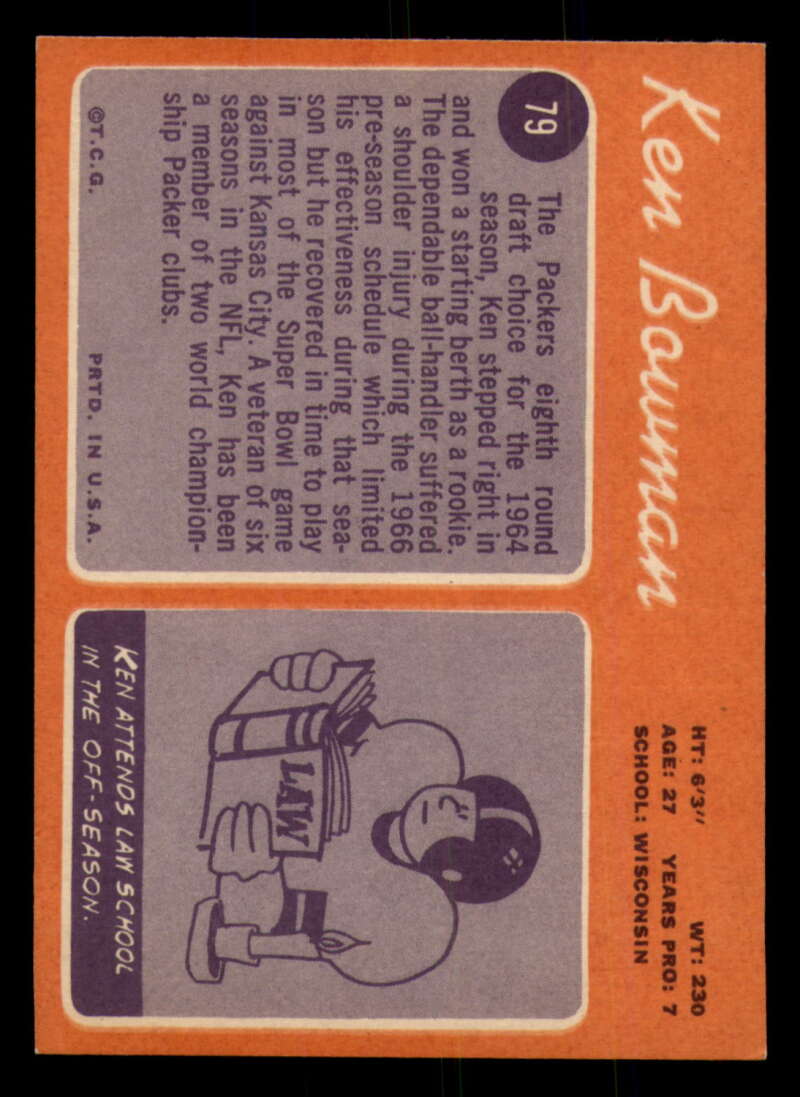 Ken Bowman
HT: 6'3" WT: 230
AGE: 27 YEARS PRO: 7
SCHOOL: WISCONSIN
79
The Packers eighth round
draft choice for the 1964
season, Ken stepped right in
and won a starting berth as a rookie.
The dependable ball-handler suffered
a shoulder injury during the 1966
pre-season schedule which limited
his effectiveness during that sea-
son but he recovered in time to play
in most of the Super Bowl game
against Kansas City. A veteran of six
seasons in the NFL, Ken has been
a member of two world champion-
ship Packer clubs.
©T.C.G. PRTD. IN U.S.A.
LAW
KEN ATTENDS LAW SCHOOL
IN THE OFF-SEASON.